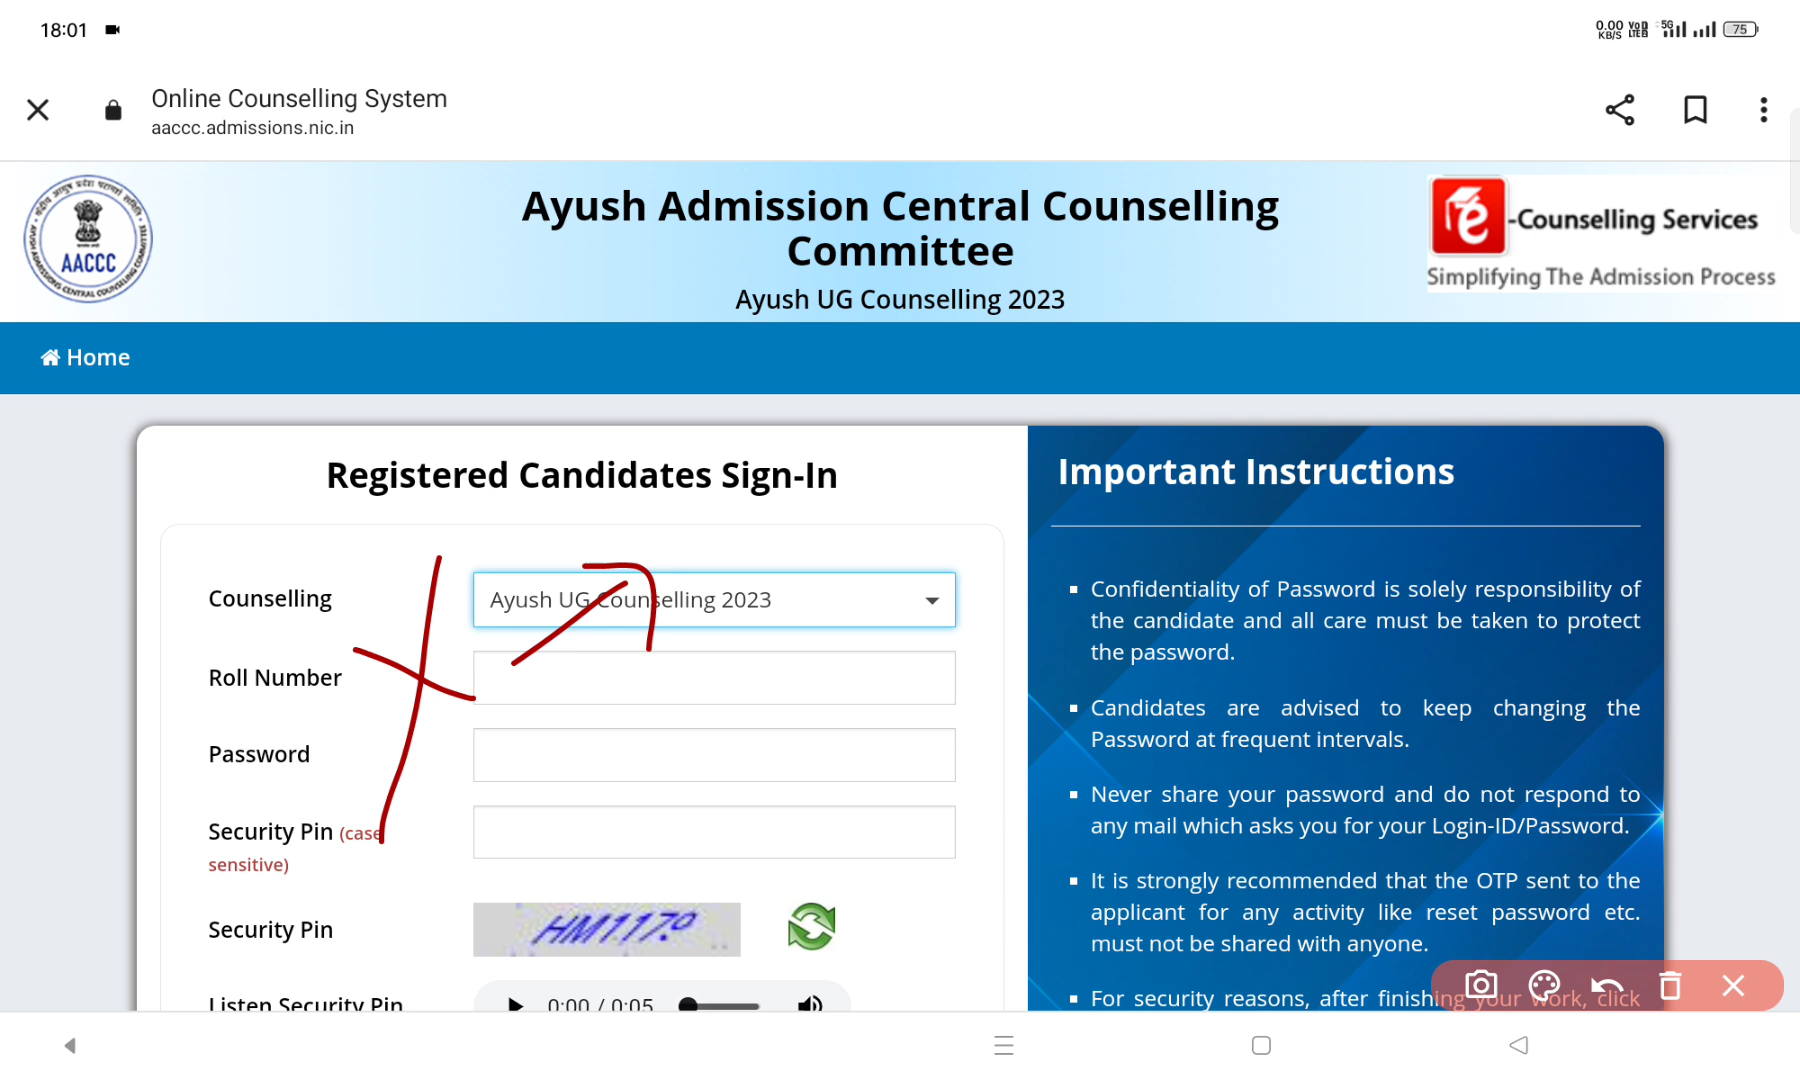 18:01
0.00 KB/S
5G
75
Online Counselling System
aaccc.admissions.nic.in
AACCC
Ayush Admission Central Counselling
Committee
Ayush UG Counselling 2023
e-Counselling Services
Simplifying The Admission Process
Home
Registered Candidates Sign-In
Counselling
Ayush UG Counselling 2023
Roll Number
Password
Security Pin (case
sensitive)
Security Pin
Listen Security Pin
0:00 / 0:05
Important Instructions
Confidentiality of Password is solely responsibility of
the candidate and all care must be taken to protect
the password.
Candidates are advised to keep changing the
Password at frequent intervals.
Never share your password and do not respond to
any mail which asks you for your Login-ID/Password.
It is strongly recommended that the OTP sent to the
applicant for any activity like reset password etc.
must not be shared with anyone.
For security reasons, after finishing your work, click